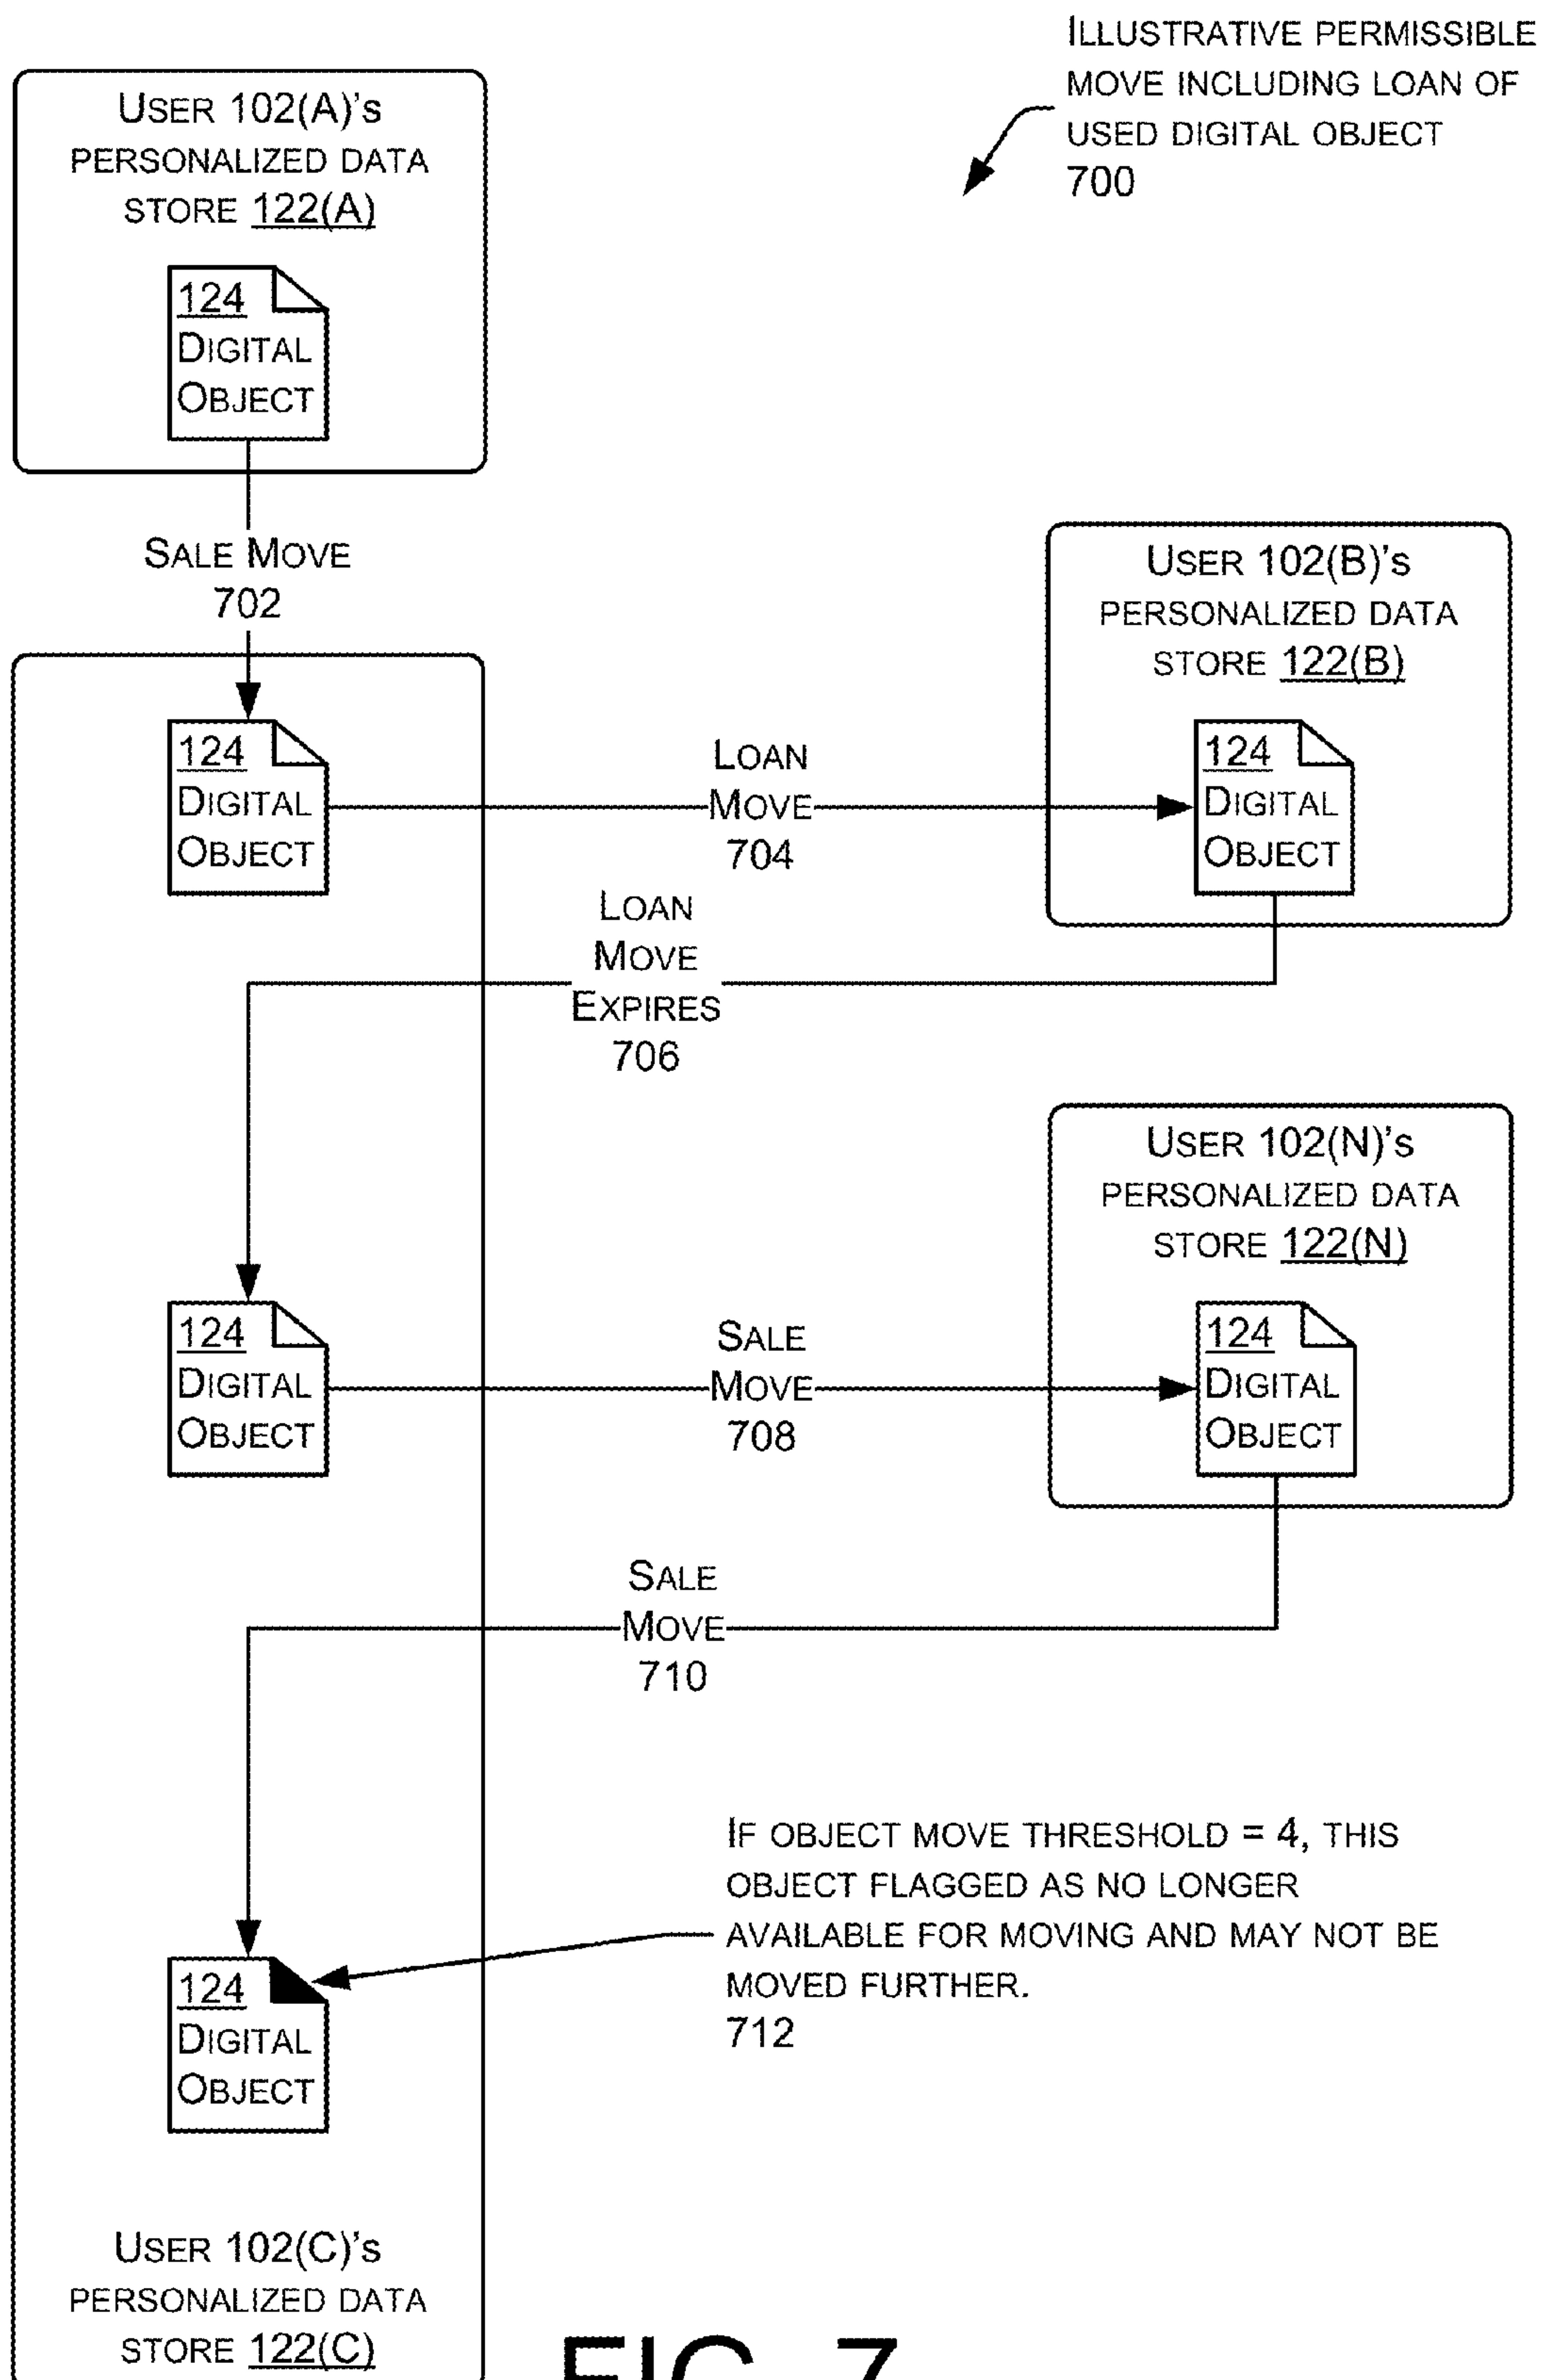 ILLUSTRATIVE PERMISSIBLE
MOVE INCLUDING LOAN OF
USED DIGITAL OBJECT
700
USER 102(A)'s
PERSONALIZED DATA
STORE 122(A)
124
DIGITAL
OBJECT
SALE MOVE
702
USER 102(B)'s
PERSONALIZED DATA
STORE 122(B)
124
DIGITAL
OBJECT
LOAN
MOVE
704
124
DIGITAL
OBJECT
LOAN
MOVE
EXPIRES
706
USER 102(N)'s
PERSONALIZED DATA
STORE 122(N)
124
DIGITAL
OBJECT
SALE
MOVE
708
124
DIGITAL
OBJECT
SALE
MOVE
710
IF OBJECT MOVE THRESHOLD = 4, THIS
OBJECT FLAGGED AS NO LONGER
AVAILABLE FOR MOVING AND MAY NOT BE
MOVED FURTHER.
712
124
DIGITAL
OBJECT
USER 102(C)'s
PERSONALIZED DATA
STORE 122(C)
FIG. 7